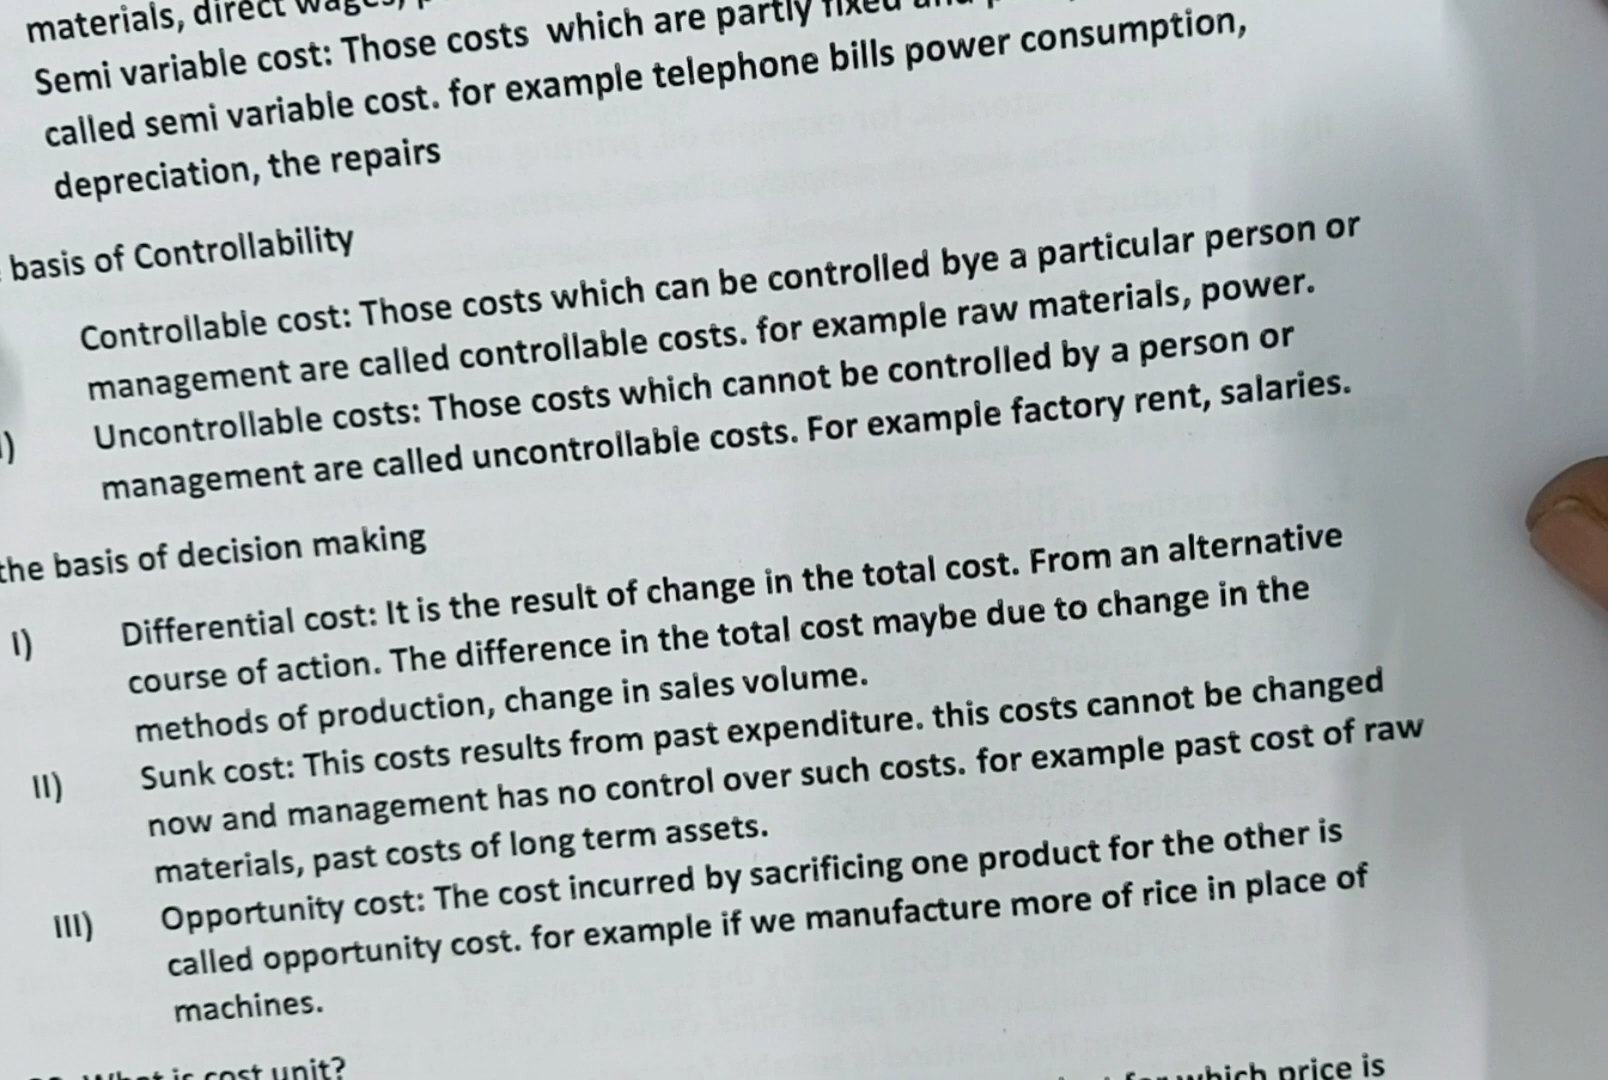 materials, direct
Semi variable cost: Those costs which are partly fixed
called semi variable cost. for example telephone bills power consumption,
depreciation, the repairs
basis of Controllability
Controllable cost: Those costs which can be controlled bye a particular person or
management are called controllable costs. for example raw materials, power.
Uncontrollable costs: Those costs which cannot be controlled by a person or
management are called uncontrollable costs. For example factory rent, salaries.
the basis of decision making
I) Differential cost: It is the result of change in the total cost. From an alternative
course of action. The difference in the total cost maybe due to change in the
methods of production, change in sales volume.
II) Sunk cost: This costs results from past expenditure. this costs cannot be changed
now and management has no control over such costs. for example past cost of raw
materials, past costs of long term assets.
III) Opportunity cost: The cost incurred by sacrificing one product for the other is
called opportunity cost. for example if we manufacture more of rice in place of
machines.
What is cost unit?
which price is